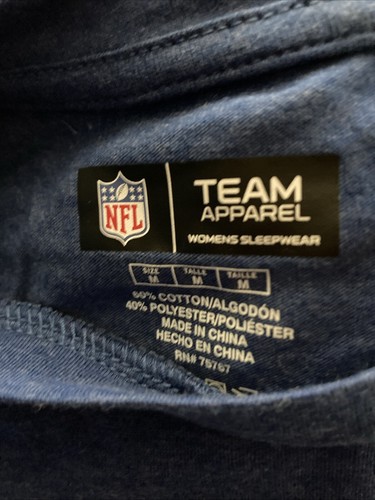 NFL
TEAM
APPAREL
WOMENS SLEEPWEAR
SIZE TALLE TAILLE
M M M
60% COTTON/ALGODÓN
40% POLYESTER/POLIÉSTER
MADE IN CHINA
HECHO EN CHINA
RN# 75767